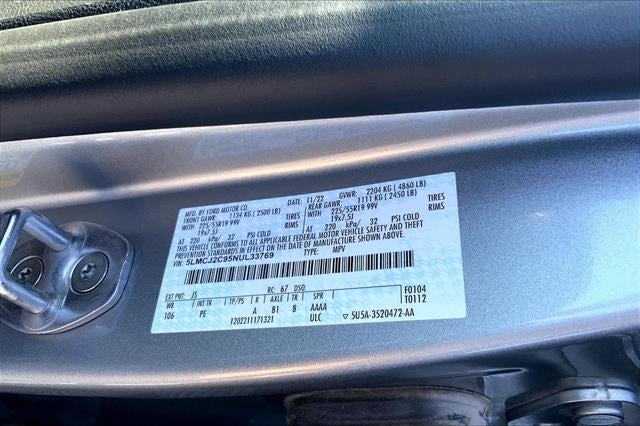 MFD. BY FORD MOTOR CO.
DATE: 11/22 GVWR: 2204 KG ( 4860 LB)
FRONT GAWR: 1134 KG ( 2500 LB) REAR GAWR: 1111 KG ( 2450 LB)
WITH 225/55R19 99V TIRES WITH 225/55R19 99V TIRES
19x7.5J RIMS 19x7.5J RIMS
AT 220 kPa/ 32 PSI COLD AT 220 kPa/ 32 PSI COLD
THIS VEHICLE CONFORMS TO ALL APPLICABLE FEDERAL MOTOR VEHICLE SAFETY AND THEFT
PREVENTION STANDARDS IN EFFECT ON THE DATE OF MANUFACTURE SHOWN ABOVE.
VIN: 5LMCJ2C95NUL33769
TYPE: MPV
EXT PNT: JS RC: 67 DSO: F0104
WB INT TR TP/PS R AXLE TR SPR T0112
106 PE A B1 8 AAAA
1202211171321 ULC ▽ 5U5A-3520472-AA